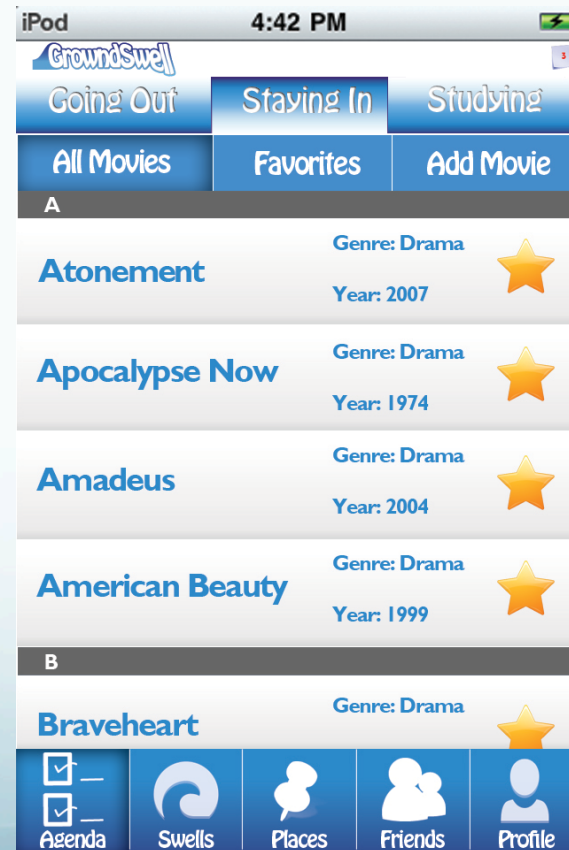 iPod 4:42 PM
GrowndSwell
3
Going Out Staying In Studying
All Movies Favorites Add Movie
A
Genre: Drama
Atonement
Year: 2007
Genre: Drama
Apocalypse Now
Year: 1974
Genre: Drama
Amadeus
Year: 2004
Genre: Drama
American Beauty
Year: 1999
B
Genre: Drama
Braveheart
Agenda Swells Places Friends Profile